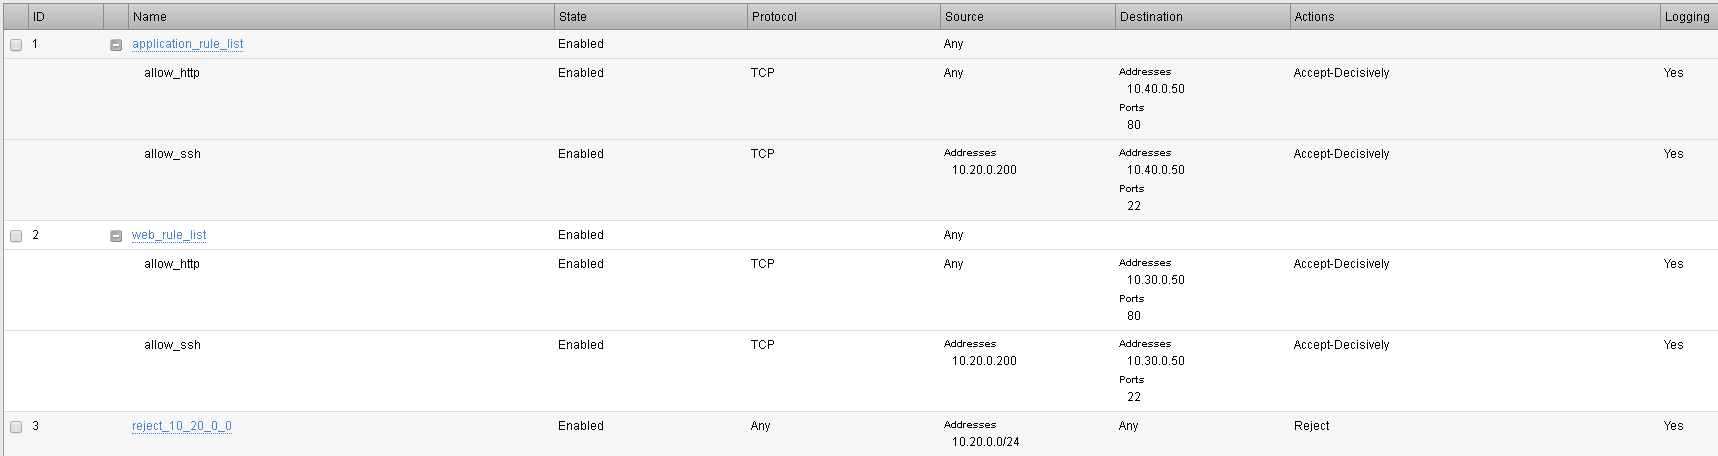 ID Name State Protocol Source Destination Actions Logging
1 application_rule_list Enabled Any
allow_http Enabled TCP Any Addresses Accept-Decisively Yes
10.40.0.50
Ports
80
allow_ssh Enabled TCP Addresses Addresses Accept-Decisively Yes
10.20.0.200 10.40.0.50
Ports
22
2 web_rule_list Enabled Any
allow_http Enabled TCP Any Addresses Accept-Decisively Yes
10.30.0.50
Ports
80
allow_ssh Enabled TCP Addresses Addresses Accept-Decisively Yes
10.20.0.200 10.30.0.50
Ports
22
3 reject_10_20_0_0 Enabled Any Addresses Any Reject Yes
10.20.0.0/24